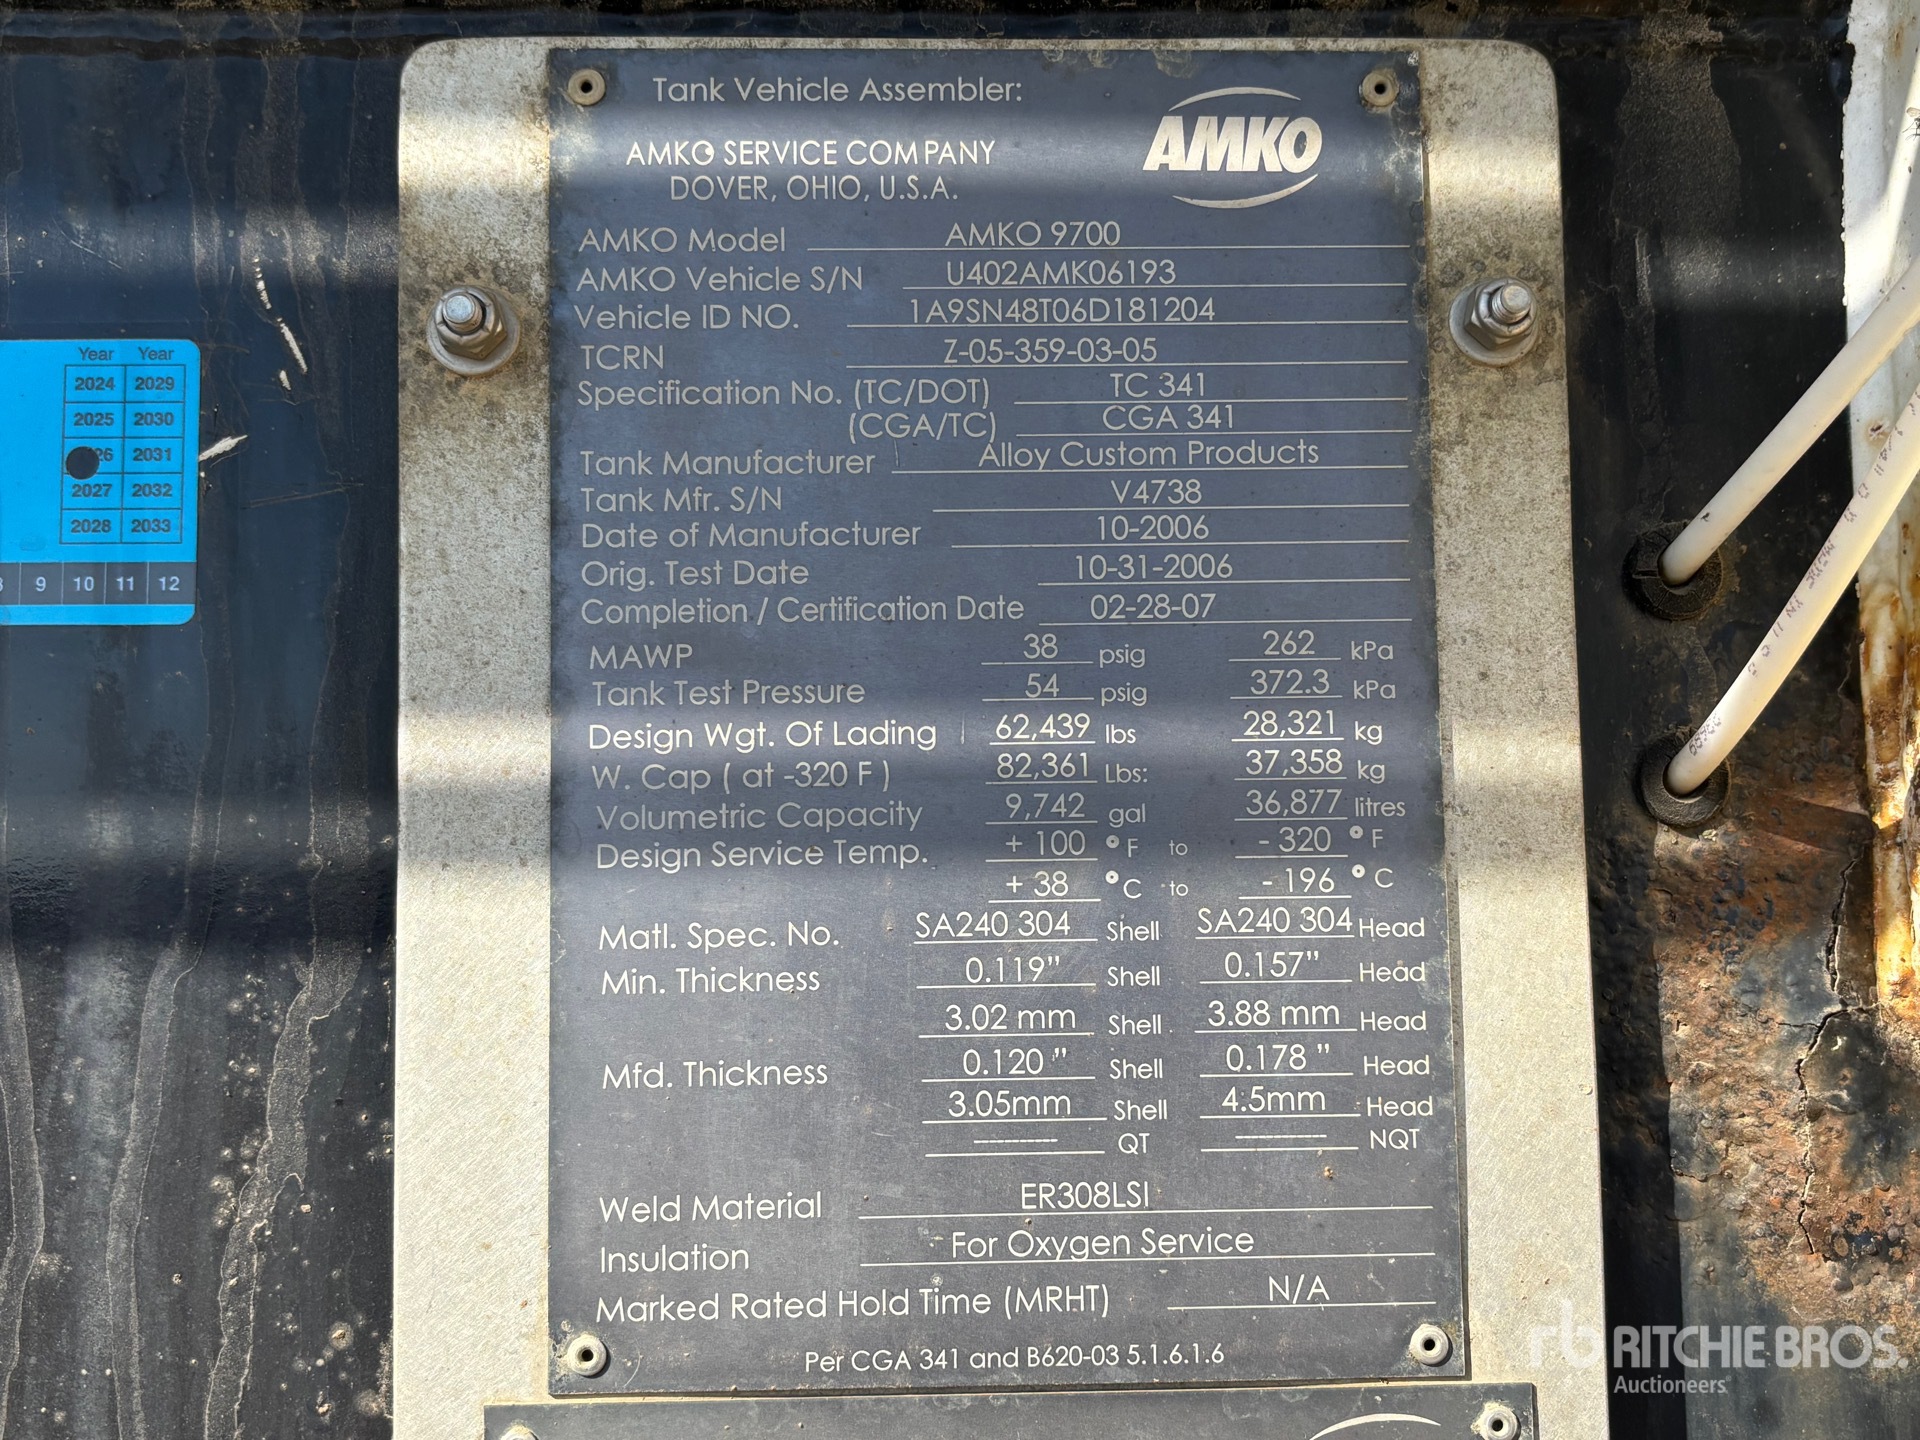 Tank Vehicle Assembler:
AMKO SERVICE COMPANY
DOVER, OHIO, U.S.A.
AMKO
AMKO Model AMKO 9700
AMKO Vehicle S/N U402AMK06193
Vehicle ID NO. 1A9SN48T06D181204
TCRN Z-05-359-03-05
Specification No. (TC/DOT) TC 341
(CGA/TC) CGA 341
Tank Manufacturer Alloy Custom Products
Tank Mfr. S/N V4738
Date of Manufacturer 10-2006
Orig. Test Date 10-31-2006
Completion / Certification Date 02-28-07
MAWP 38 psig 262 kPa
Tank Test Pressure 54 psig 372.3 kPa
Design Wgt. Of Lading 62,439 lbs 28,321 kg
W. Cap ( at -320 F ) 82,361 Lbs: 37,358 kg
Volumetric Capacity 9,742 gal 36,877 litres
Design Service Temp. + 100 ° F to - 320 ° F
+ 38 ° C to - 196 ° C
Matl. Spec. No. SA240 304 Shell SA240 304 Head
Min. Thickness 0.119" Shell 0.157" Head
3.02 mm Shell 3.88 mm Head
Mfd. Thickness 0.120 " Shell 0.178 " Head
3.05mm Shell 4.5mm Head
---------- QT ---------- NQT
Weld Material ER308LSI
Insulation - For Oxygen Service
Marked Rated Hold Time (MRHT) N/A
Per CGA 341 and B620-03 5.1.6.1.6
Year Year
2024 2029
2025 2030
26 2031
2027 2032
2028 2033
9 10 11 12
rb RITCHIE BROS.
Auctioneers